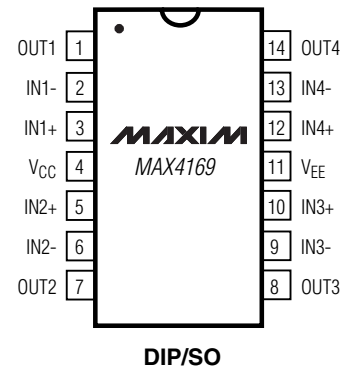 OUT1 1 14 OUT4
IN1- 2 13 IN4-
IN1+ 3 12 IN4+
MAXIM
VCC 4 MAX4169 11 VEE
IN2+ 5 10 IN3+
IN2- 6 9 IN3-
OUT2 7 8 OUT3
DIP/SO